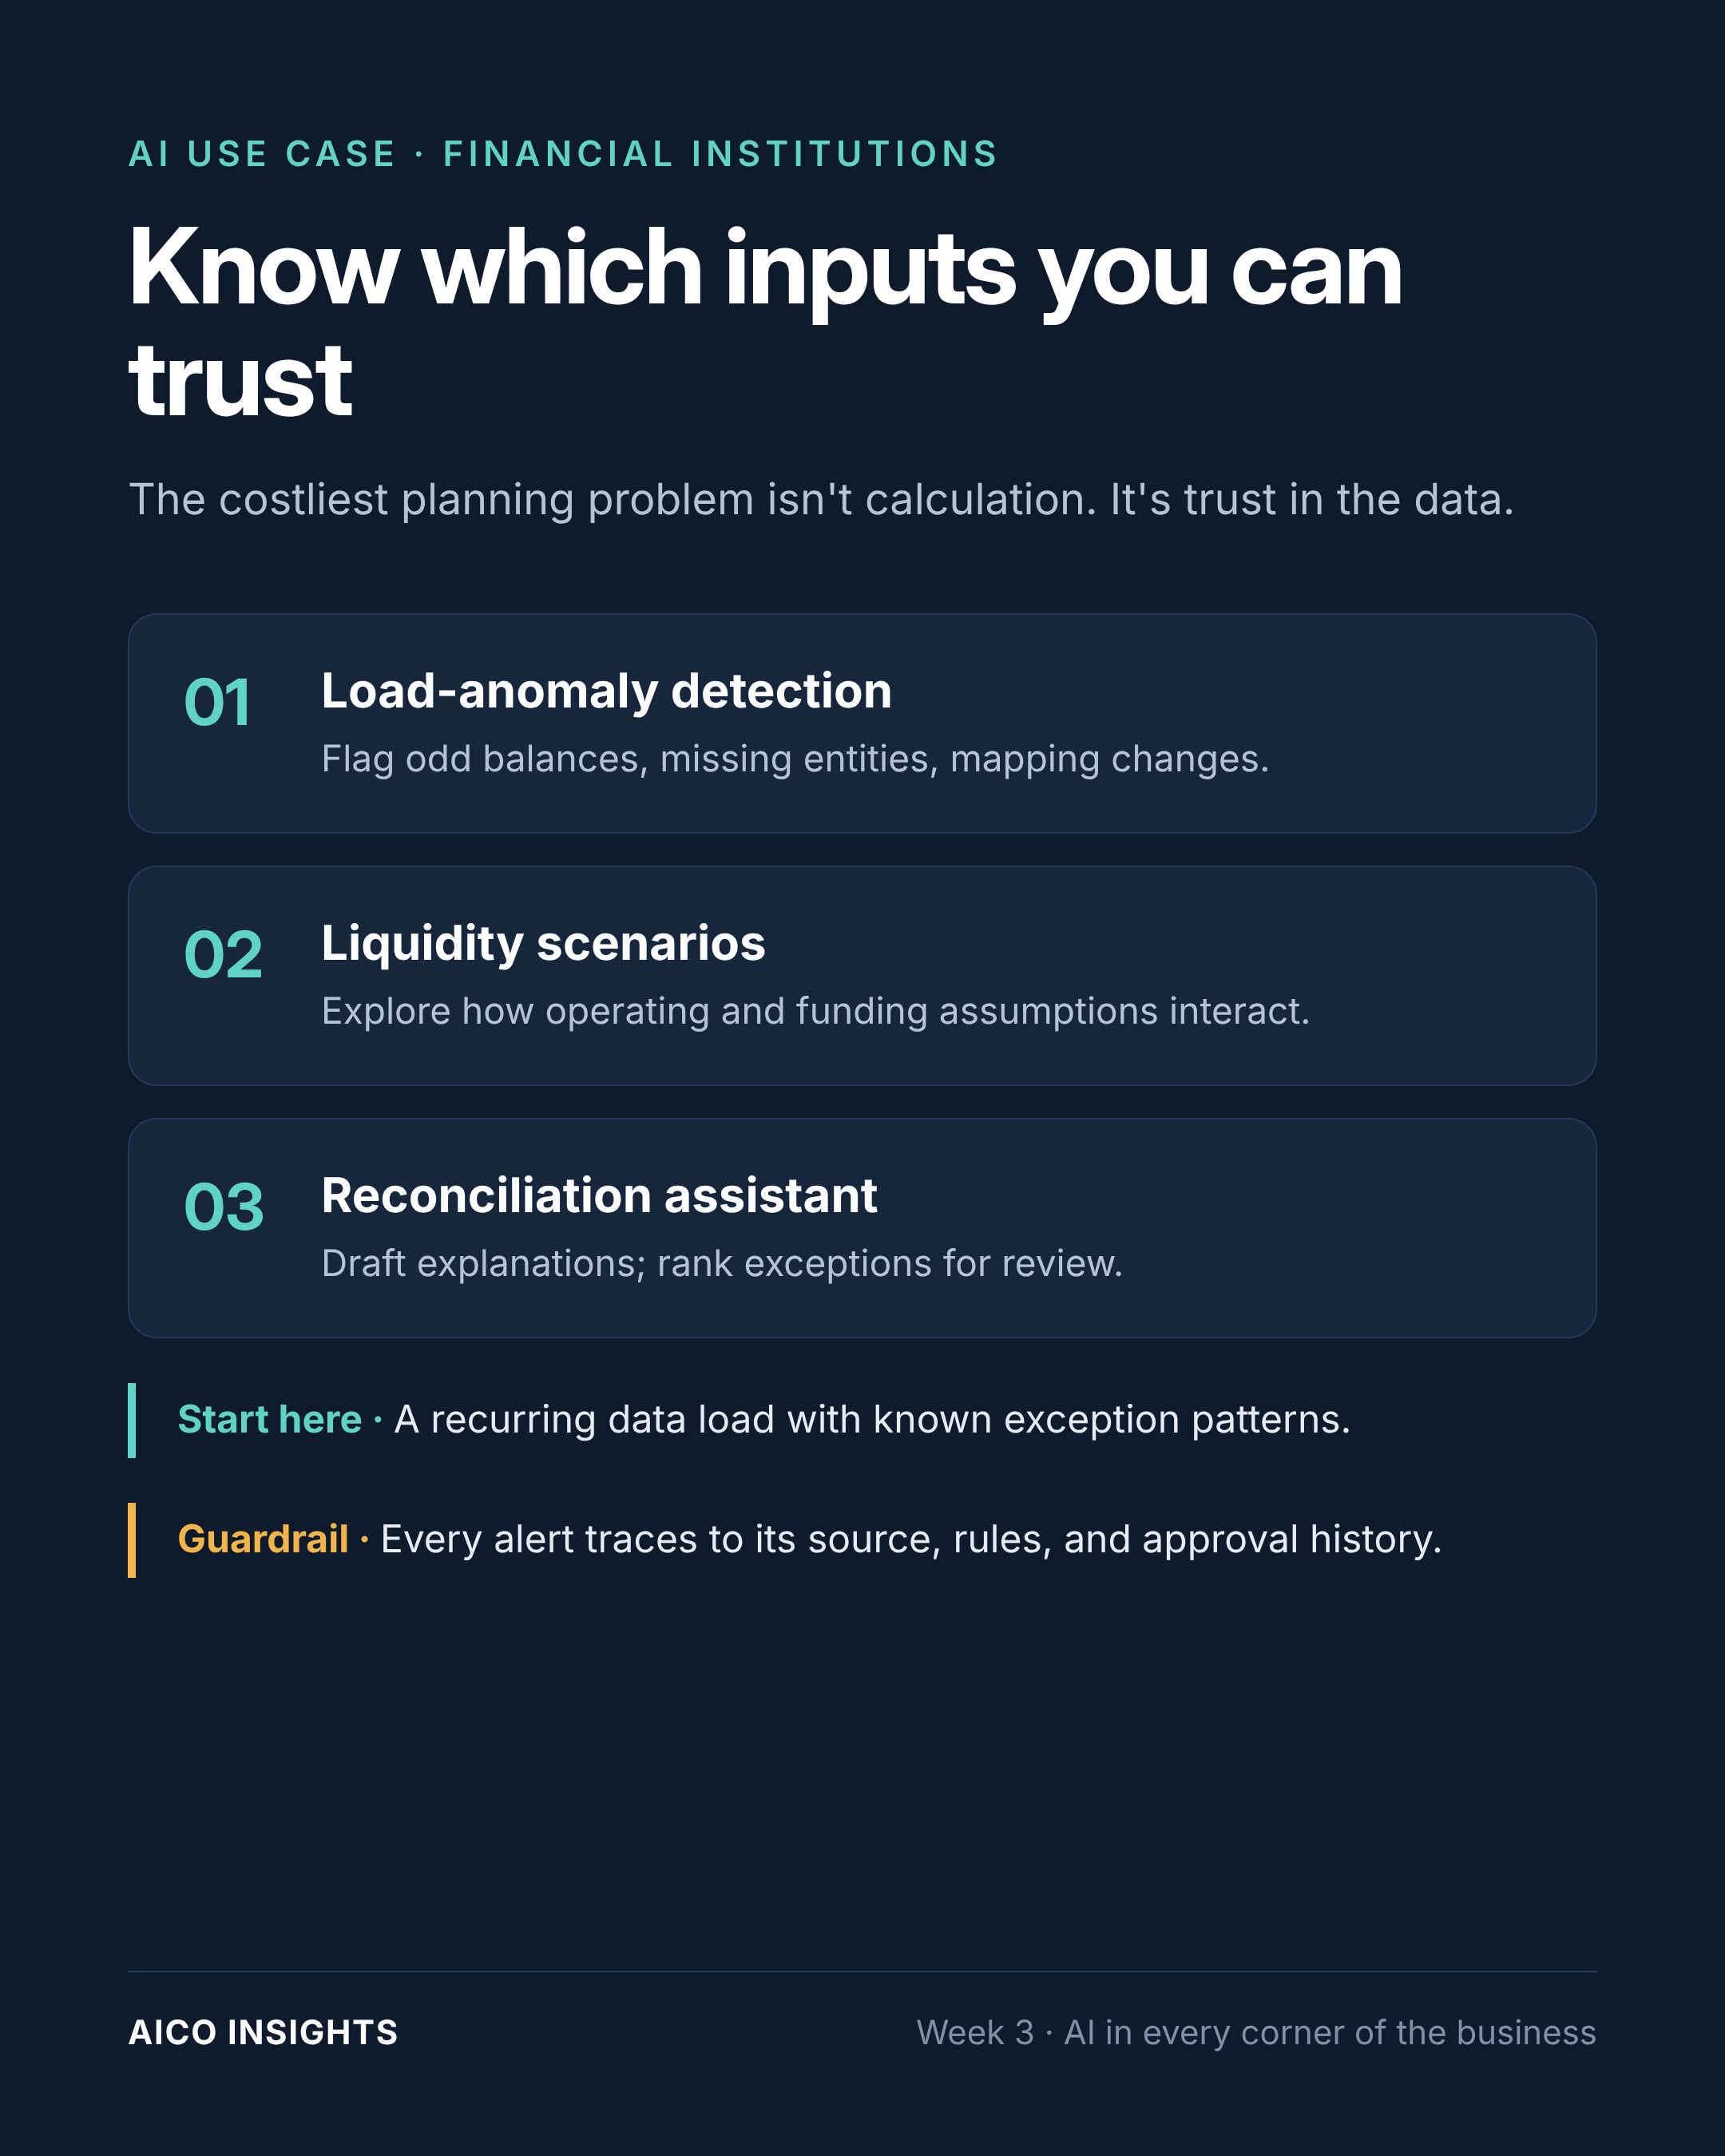 AI USE CASE · FINANCIAL INSTITUTIONS
Know which inputs you can
trust
The costliest planning problem isn't calculation. It's trust in the data.
01
Load-anomaly detection
Flag odd balances, missing entities, mapping changes.
02
Liquidity scenarios
Explore how operating and funding assumptions interact.
03
Reconciliation assistant
Draft explanations; rank exceptions for review.
Start here · A recurring data load with known exception patterns.
Guardrail · Every alert traces to its source, rules, and approval history.
AICO INSIGHTS
Week 3 · AI in every corner of the business